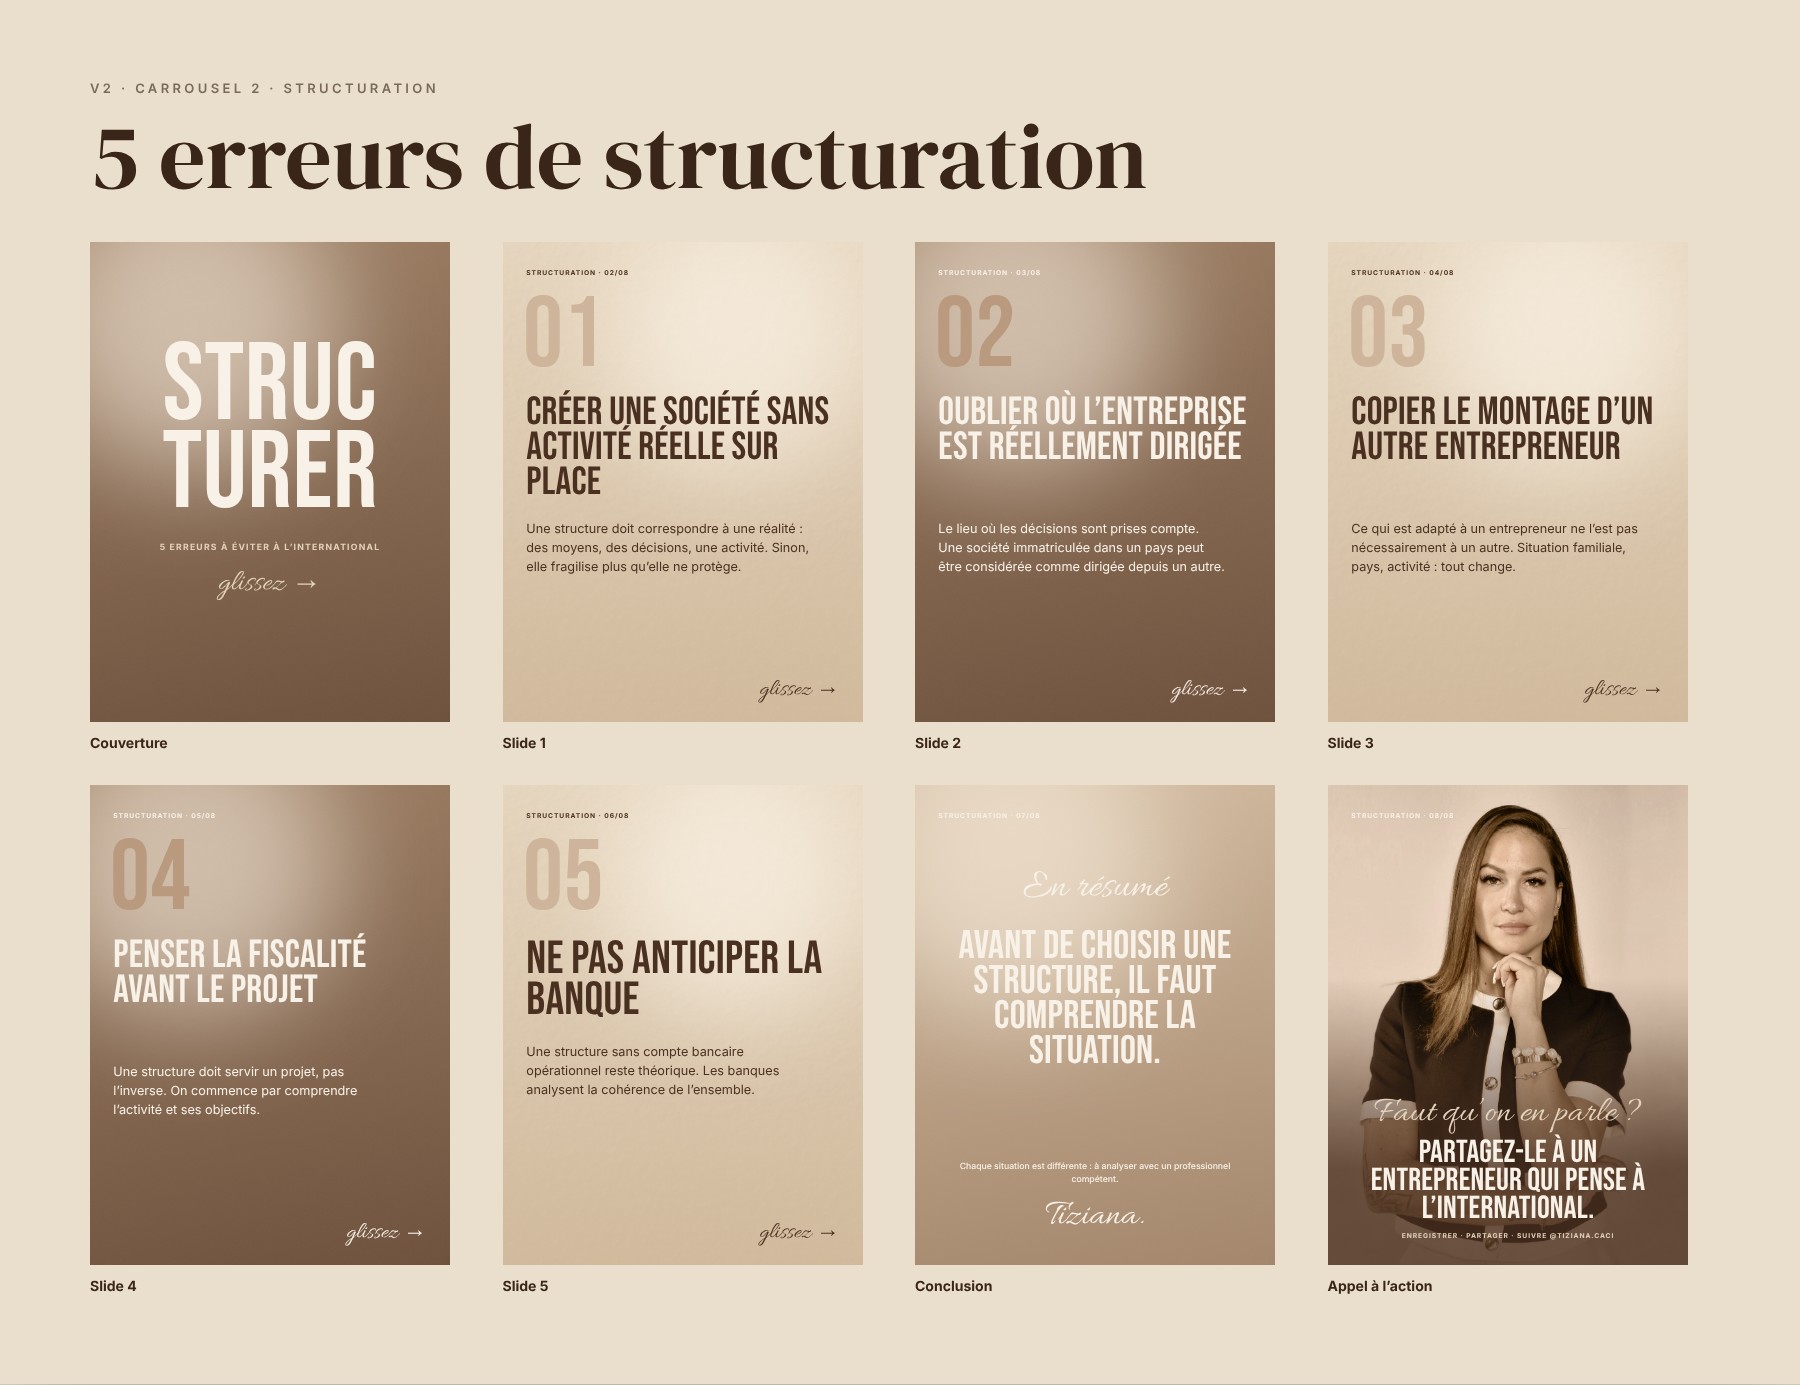 V2 · CARROUSEL 2 · STRUCTURATION
5 erreurs de structuration
STRUC
TURER
5 ERREURS À ÉVITER À L’INTERNATIONAL
glissez →
Couverture
STRUCTURATION · 02/08
01
CRÉER UNE SOCIÉTÉ SANS
ACTIVITÉ RÉELLE SUR
PLACE
Une structure doit correspondre à une réalité :
des moyens, des décisions, une activité. Sinon,
elle fragilise plus qu’elle ne protège.
glissez →
Slide 1
STRUCTURATION · 03/08
02
OUBLIER OÙ L’ENTREPRISE
EST RÉELLEMENT DIRIGÉE
Le lieu où les décisions sont prises compte.
Une société immatriculée dans un pays peut
être considérée comme dirigée depuis un autre.
glissez →
Slide 2
STRUCTURATION · 04/08
03
COPIER LE MONTAGE D’UN
AUTRE ENTREPRENEUR
Ce qui est adapté à un entrepreneur ne l’est pas
nécessairement à un autre. Situation familiale,
pays, activité : tout change.
glissez →
Slide 3
STRUCTURATION · 05/08
04
PENSER LA FISCALITÉ
AVANT LE PROJET
Une structure doit servir un projet, pas
l’inverse. On commence par comprendre
l’activité et ses objectifs.
glissez →
Slide 4
STRUCTURATION · 06/08
05
NE PAS ANTICIPER LA
BANQUE
Une structure sans compte bancaire
opérationnel reste théorique. Les banques
analysent la cohérence de l’ensemble.
glissez →
Slide 5
STRUCTURATION · 07/08
En résumé
AVANT DE CHOISIR UNE
STRUCTURE, IL FAUT
COMPRENDRE LA
SITUATION.
Chaque situation est différente : à analyser avec un professionnel
compétent.
Tiziana.
Conclusion
STRUCTURATION · 08/08
Faut qu’on en parle ?
PARTAGEZ-LE À UN
ENTREPRENEUR QUI PENSE À
L’INTERNATIONAL.
ENREGISTRER · PARTAGER · SUIVRE @TIZIANA.CACI
Appel à l’action